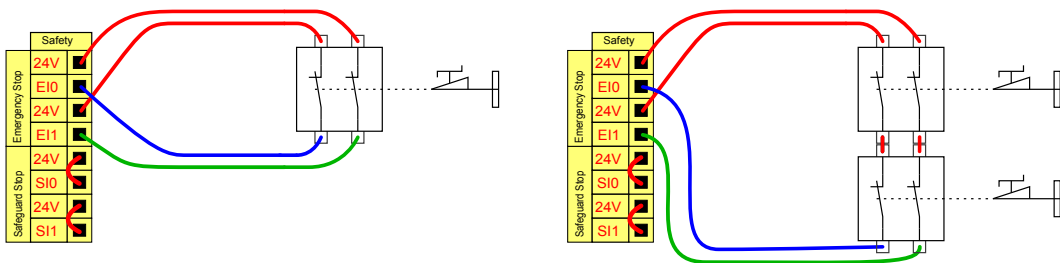 Safety
Emergency Stop
24V
EI0
24V
EI1
Safeguard Stop
24V
SI0
24V
SI1
Safety
Emergency Stop
24V
EI0
24V
EI1
Safeguard Stop
24V
SI0
24V
SI1